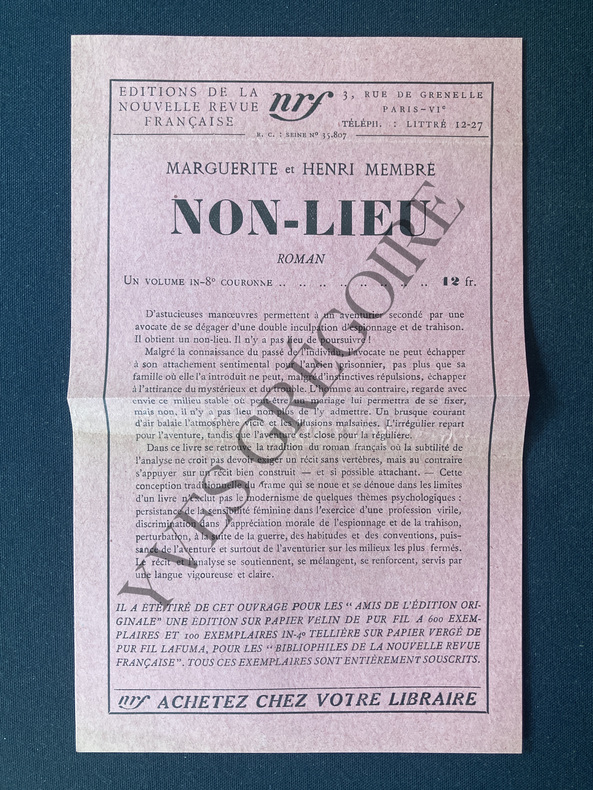 EDITIONS DE LA
NOUVELLE REVUE
FRANÇAISE
nrf
3, RUE DE GRENELLE
PARIS-VIe
TÉLÉPH. : LITTRÉ 12-27
R. C. : SEINE Nº 35.807
MARGUERITE et HENRI MEMBRÉ
NON-LIEU
ROMAN
UN VOLUME IN-8º COURONNE .. .. .. .. .. .. .. .. 12 fr.
D'astucieuses manœuvres permettent à un aventurier secondé par une
avocate de se dégager d'une double inculpation d'espionnage et de trahison.
Il obtient un non-lieu. Il n'y a pas lieu de poursuivre !
Malgré la connaissance du passé de l'individu l'avocate ne peut échapper
à son attachement sentimental pour l'ancien prisonnier, pas plus que sa
famille où elle l'a introduit ne peut, malgré d'instinctives répulsions, échapper
à l'attirance du mystérieux et du trouble. L'homme au contraire, regarde avec
envie ce milieu stable où peut-être un mariage lui permettra de se fixer,
mais non, il n'y a pas lieu non plus de l'y admettre. Un brusque courant
d'air balaie l'atmosphère viciée des illusions malsaines. L'irrégulier repart
pour l'aventure, tandis que l'aventure est close pour la régulière.
Dans ce livre se retrouve la tradition du roman français où la subtilité de
l'analyse ne croit pas devoir exiger un récit sans vertèbres, mais au contraire
s'appuyer sur un récit bien construit — et si possible attachant. — Cette
conception traditionnelle du drame qui se noue et se dénoue dans les limites
d'un livre n'exclut pas le modernisme de quelques thèmes psychologiques :
persistance de la sensibilité féminine dans l'exercice d'une profession virile,
discrimination dans l'appréciation morale de l'espionnage et de la trahison,
perturbation, à la suite de la guerre, des habitudes et des conventions, puis-
sance de l'aventure et surtout de l'aventurier sur les milieux les plus fermés.
Le récit et l'analyse se soutiennent, se mélangent, se renforcent, servis par
une langue vigoureuse et claire.
IL A ÉTÉ TIRÉ DE CET OUVRAGE POUR LES "AMIS DE L'ÉDITION ORI-
GINALE" UNE ÉDITION SUR PAPIER VÉLIN DE PUR FIL A 600 EXEM-
PLAIRES ET 100 EXEMPLAIRES IN-4º TELLIÈRE SUR PAPIER VERGÉ DE
PUR FIL LAFUMA, POUR LES "BIBLIOPHILES DE LA NOUVELLE REVUE
FRANÇAISE". TOUS CES EXEMPLAIRES SONT ENTIÈREMENT SOUSCRITS.
nrf ACHETEZ CHEZ VOTRE LIBRAIRE
YVES GRÉGOIRE